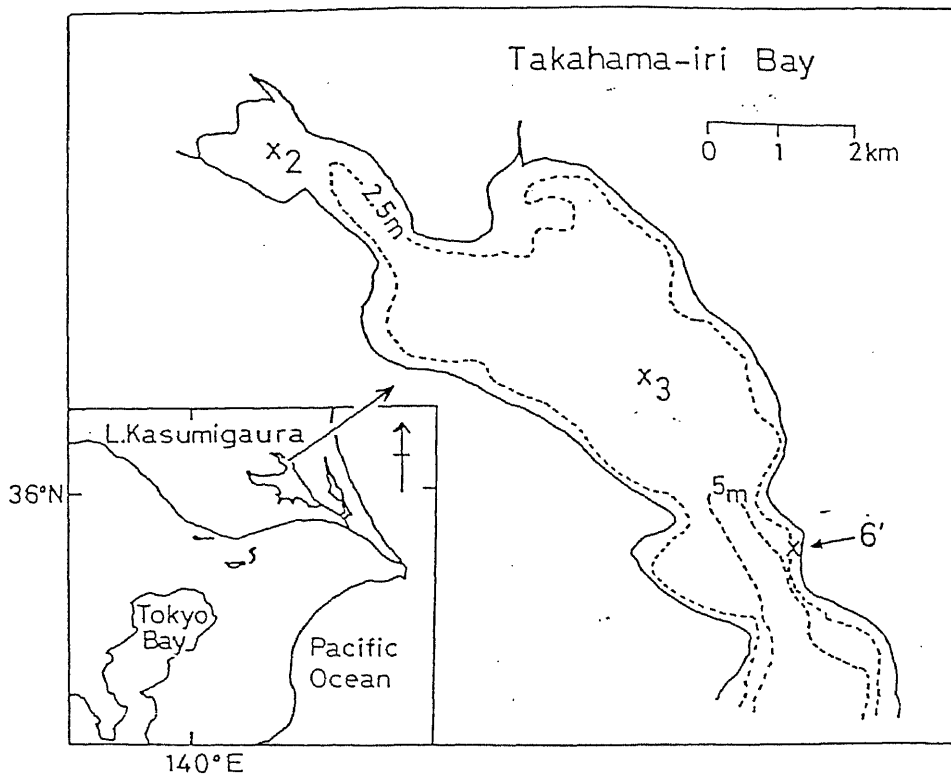 Takahama-iri Bay
0 1 2km
x2
2.5m
x3
5m
x
6'
L.Kasumigaura
36°N
Tokyo
Bay
Pacific
Ocean
140°E